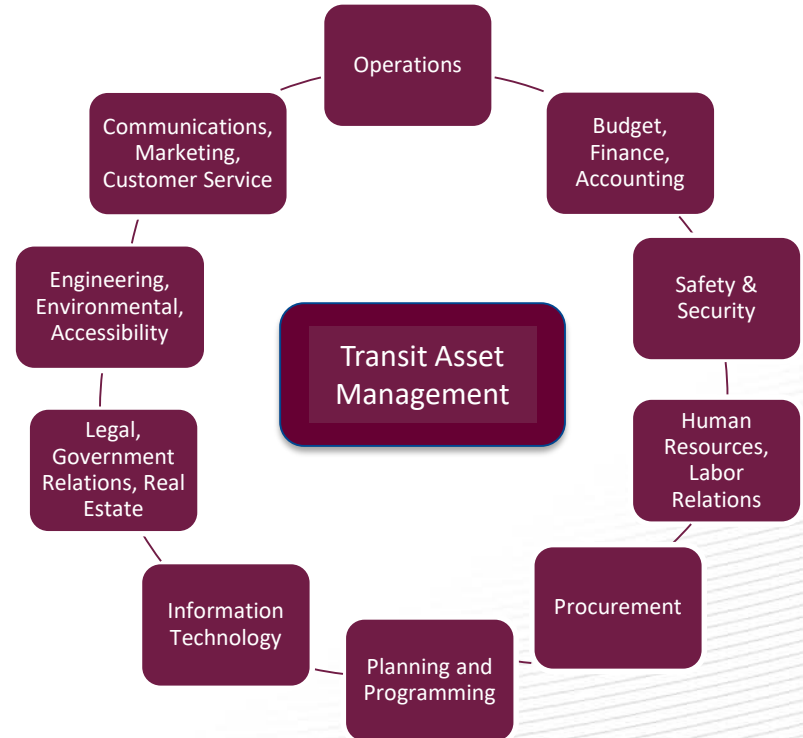 Operations
Budget,
Finance,
Accounting
Safety &
Security
Human
Resources,
Labor
Relations
Procurement
Planning and
Programming
Information
Technology
Legal,
Government
Relations, Real
Estate
Engineering,
Environmental,
Accessibility
Communications,
Marketing,
Customer Service
Transit Asset
Management